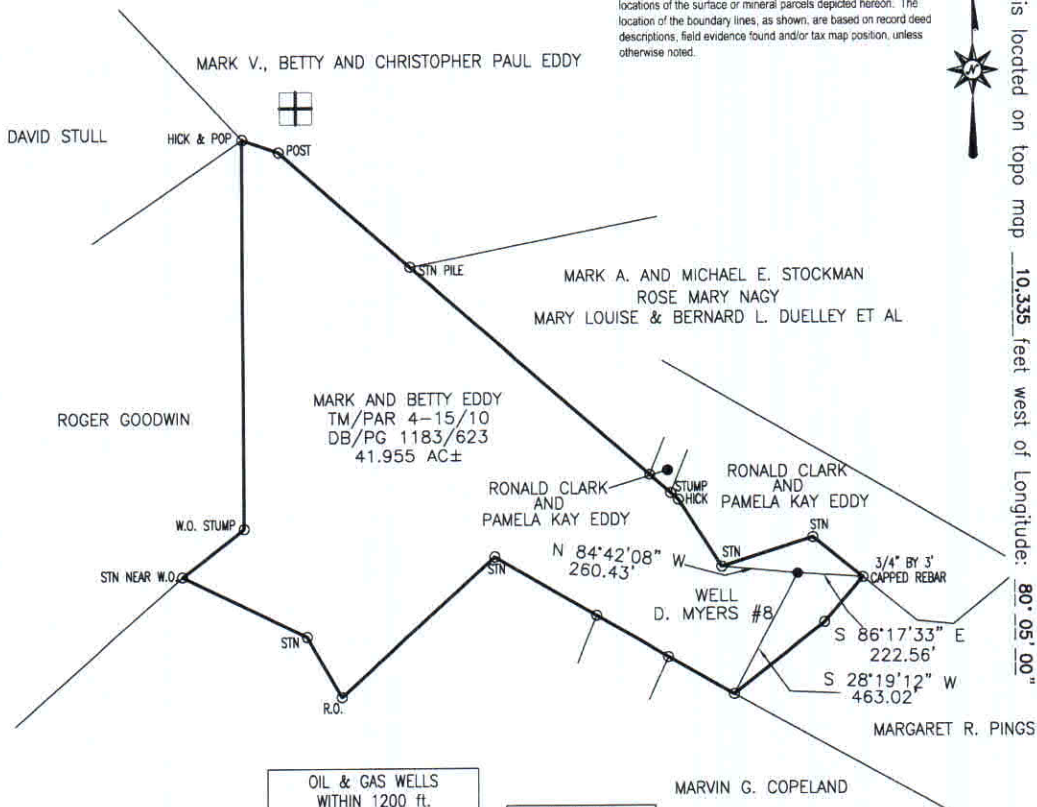 locations of the surface or mineral parcels depicted hereon. The
location of the boundary lines, as shown, are based on record deed
descriptions, field evidence found and/or tax map position, unless
otherwise noted.
N
is located on topo map 10,335 feet west of Longitude: 80° 05' 00"
MARK V., BETTY AND CHRISTOPHER PAUL EDDY
DAVID STULL
HICK & POP
POST
STN PILE
MARK A. AND MICHAEL E. STOCKMAN
ROSE MARY NAGY
MARY LOUISE & BERNARD L. DUELLEY ET AL
ROGER GOODWIN
MARK AND BETTY EDDY
TM/PAR 4-15/10
DB/PG 1183/623
41.955 AC±
RONALD CLARK
AND
PAMELA KAY EDDY
STUMP
HICK
RONALD CLARK
AND
PAMELA KAY EDDY
W.O. STUMP
STN NEAR W.O.
STN
N 84°42'08" W
260.43'
STN
STN
3/4" BY 3'
CAPPED REBAR
WELL
D. MYERS #8
S 86°17'33" E
222.56'
S 28°19'12" W
463.02'
STN
R.O.
MARGARET R. PINGS
MARVIN G. COPELAND
OIL & GAS WELLS
WITHIN 1200 ft.